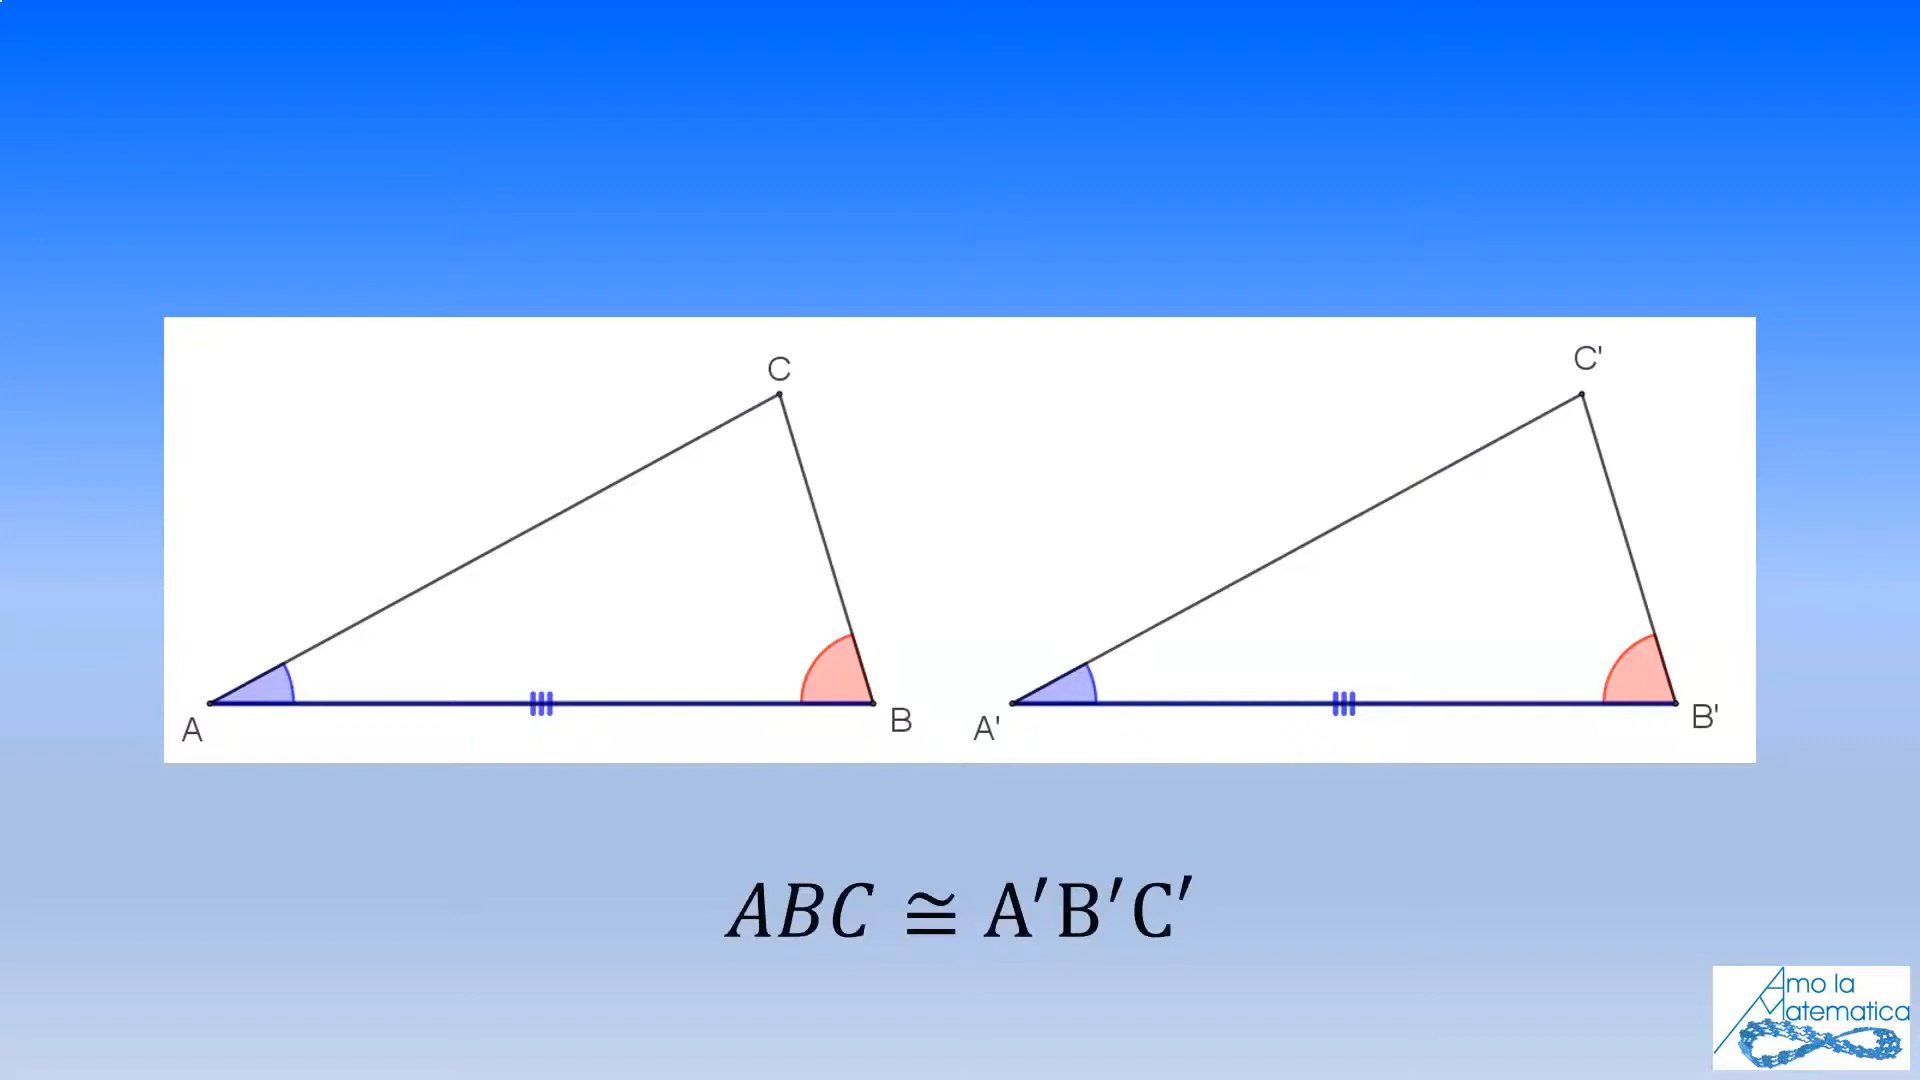 C
C'
A
B
A'
B'
ABC ≅ A′B′C′
Amo la
Matematica